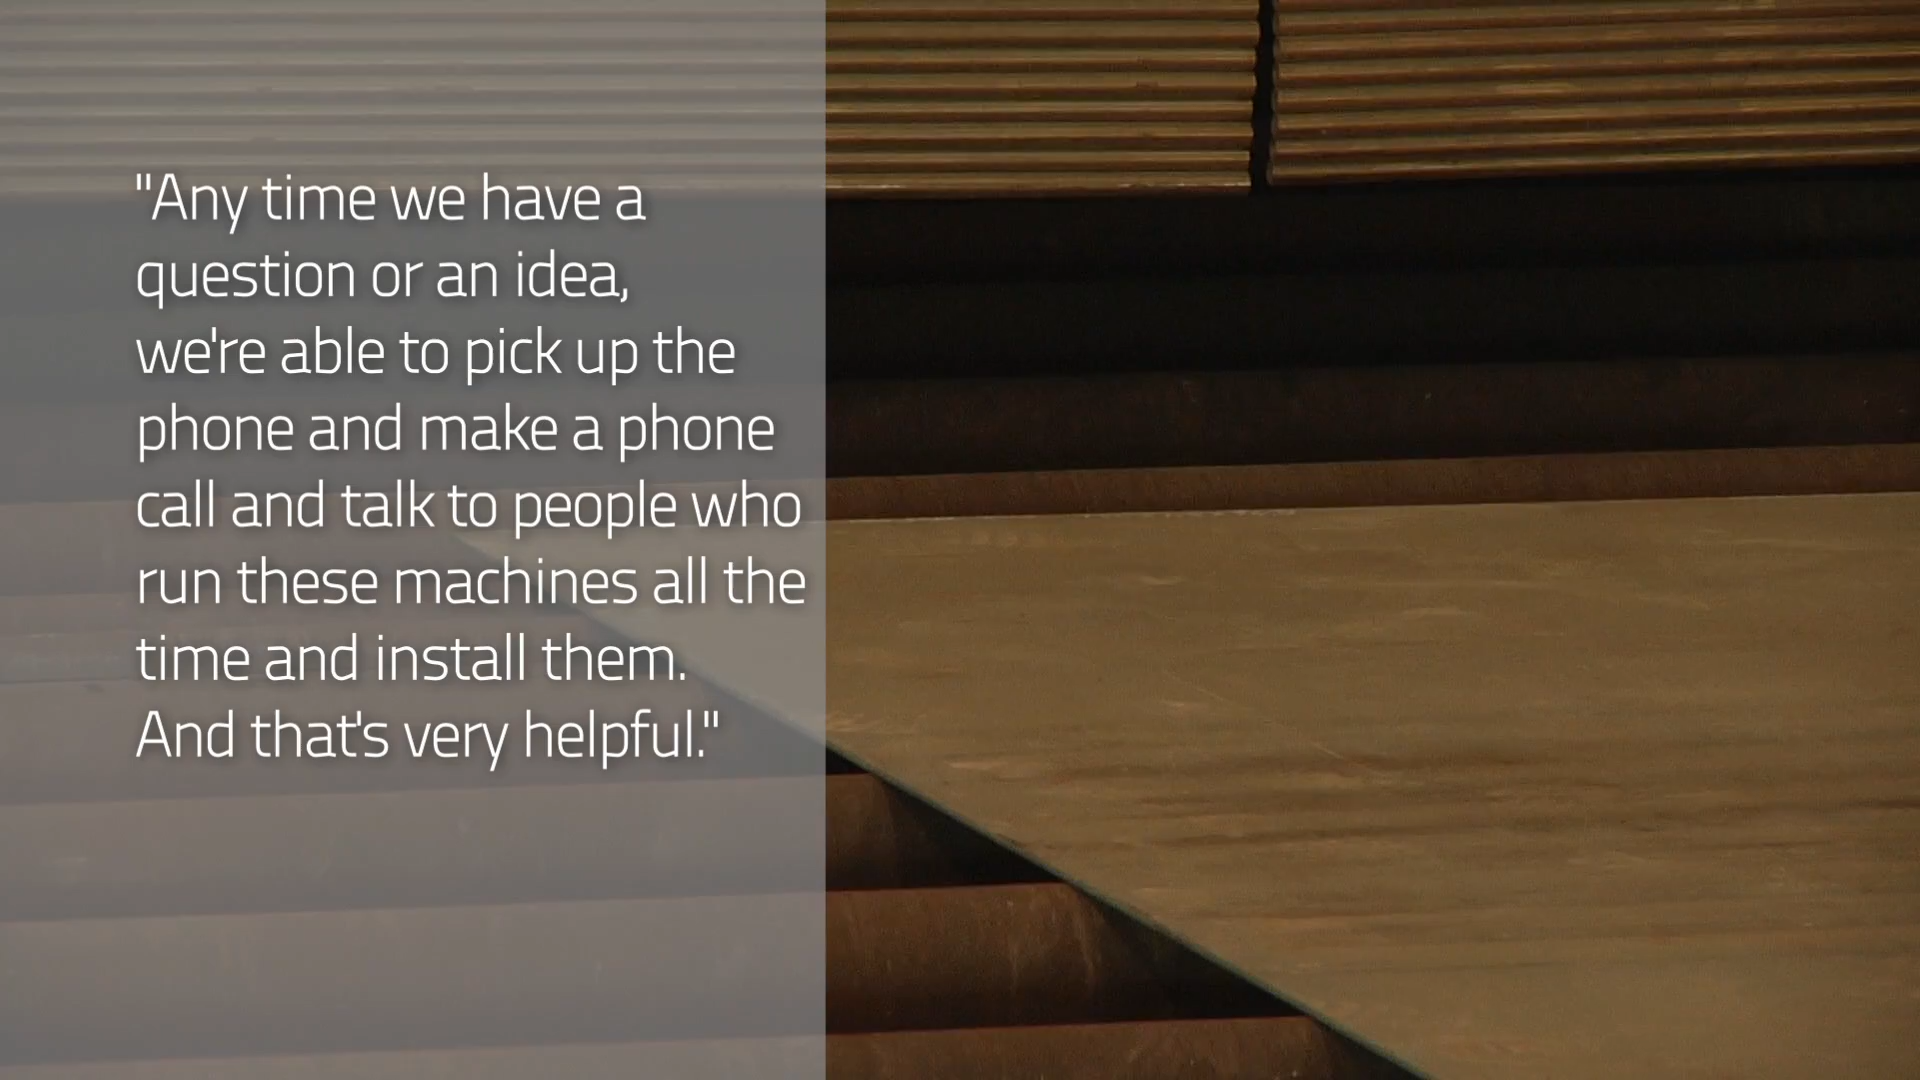 "Any time we have a
question or an idea,
we're able to pick up the
phone and make a phone
call and talk to people who
run these machines all the
time and install them.
And that's very helpful."